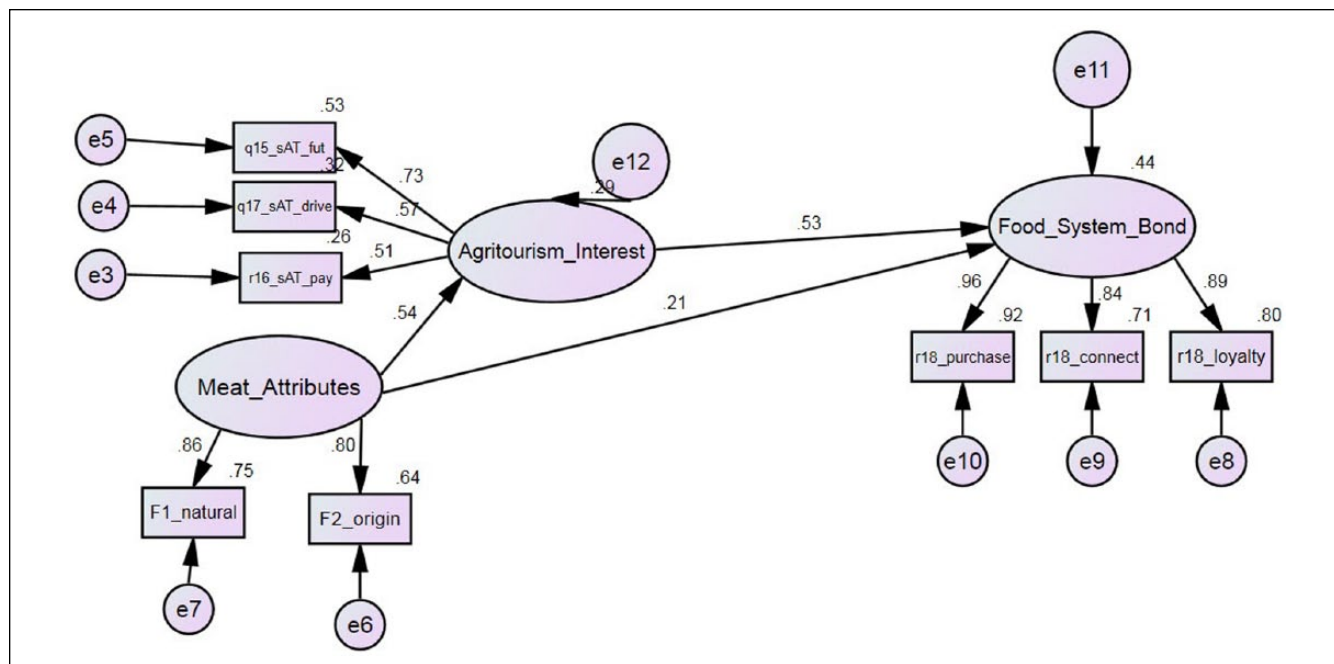 e11
.53
e5
q15_sAT_fut
e12
.44
.32
.73
.29
e4
q17_sAT_drive
.57
Food_System_Bond
.26
Agritourism_Interest
.53
e3
r16_sAT_pay
.51
.96
.84
.89
.54
.21
.92
.71
.80
r18_purchase
r18_connect
r18_loyalty
Meat_Attributes
.86
.80
.75
.64
e10
e9
e8
F1_natural
F2_origin
e7
e6